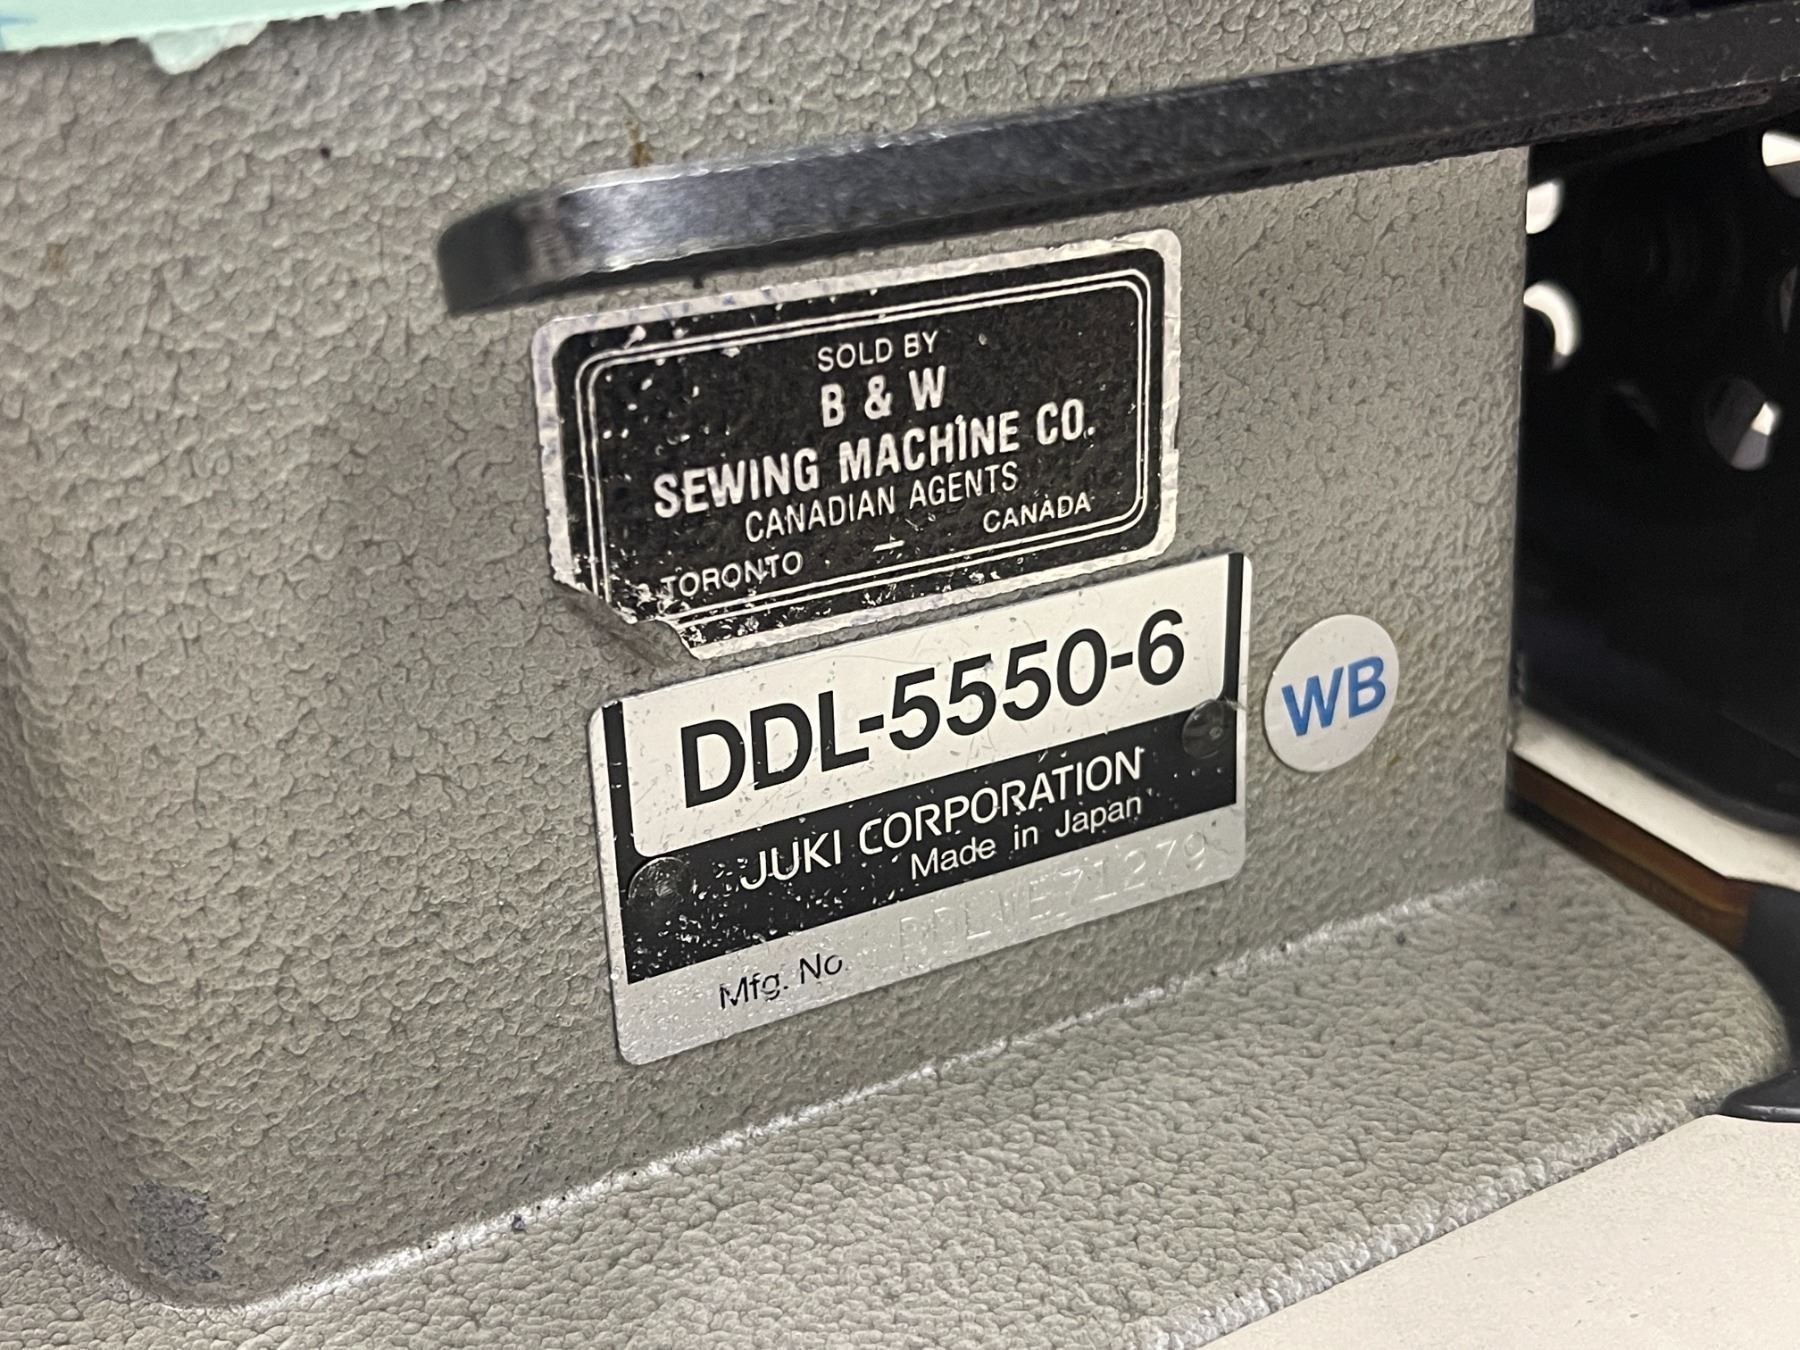 SOLD BY
B & W
SEWING MACHINE CO.
CANADIAN AGENTS
TORONTO — CANADA
DDL-5550-6
WB
JUKI CORPORATION
Made in Japan
Mfg. No.